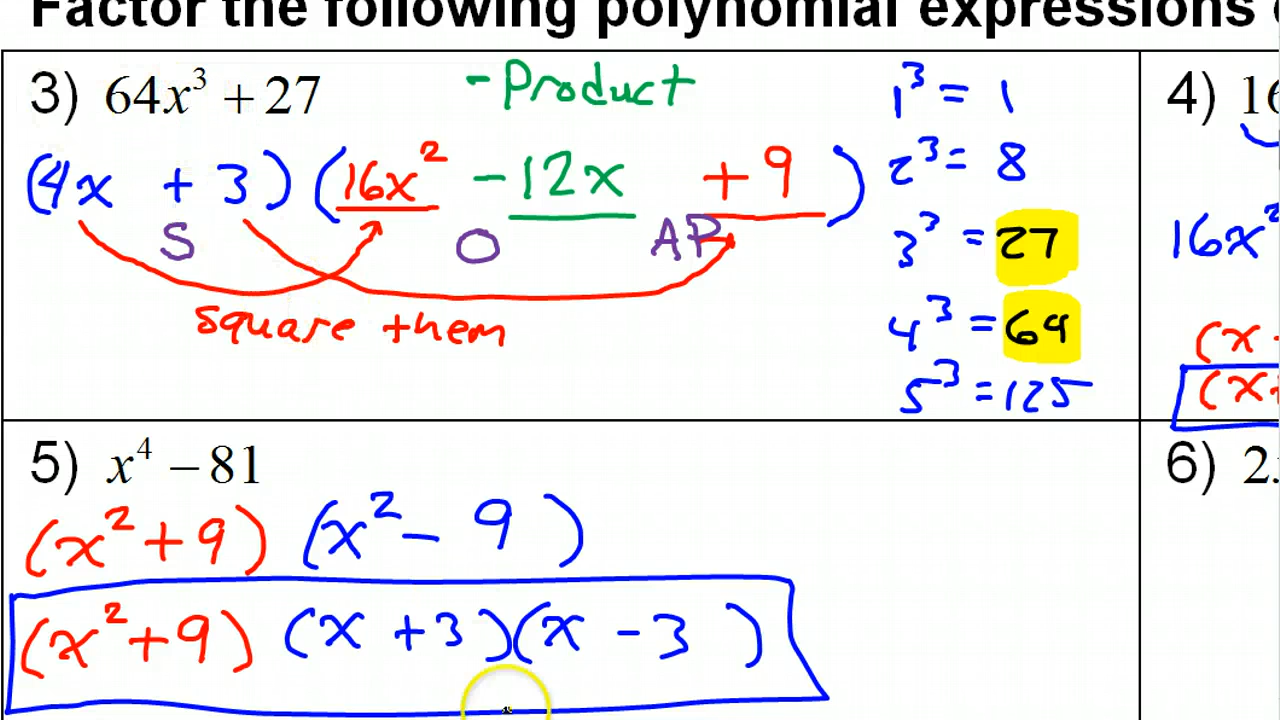 Factor the following polynomial expressions
3) 64x³ + 27
- Product
(4x + 3)(16x² - 12x + 9)
S O AP
square them
1³ = 1
2³ = 8
3³ = 27
4³ = 64
5³ = 125
4) 16
16x²
(x -
(x+
5) x⁴ - 81
(x² + 9) (x² - 9)
(x² + 9) (x + 3)(x - 3)
6) 2